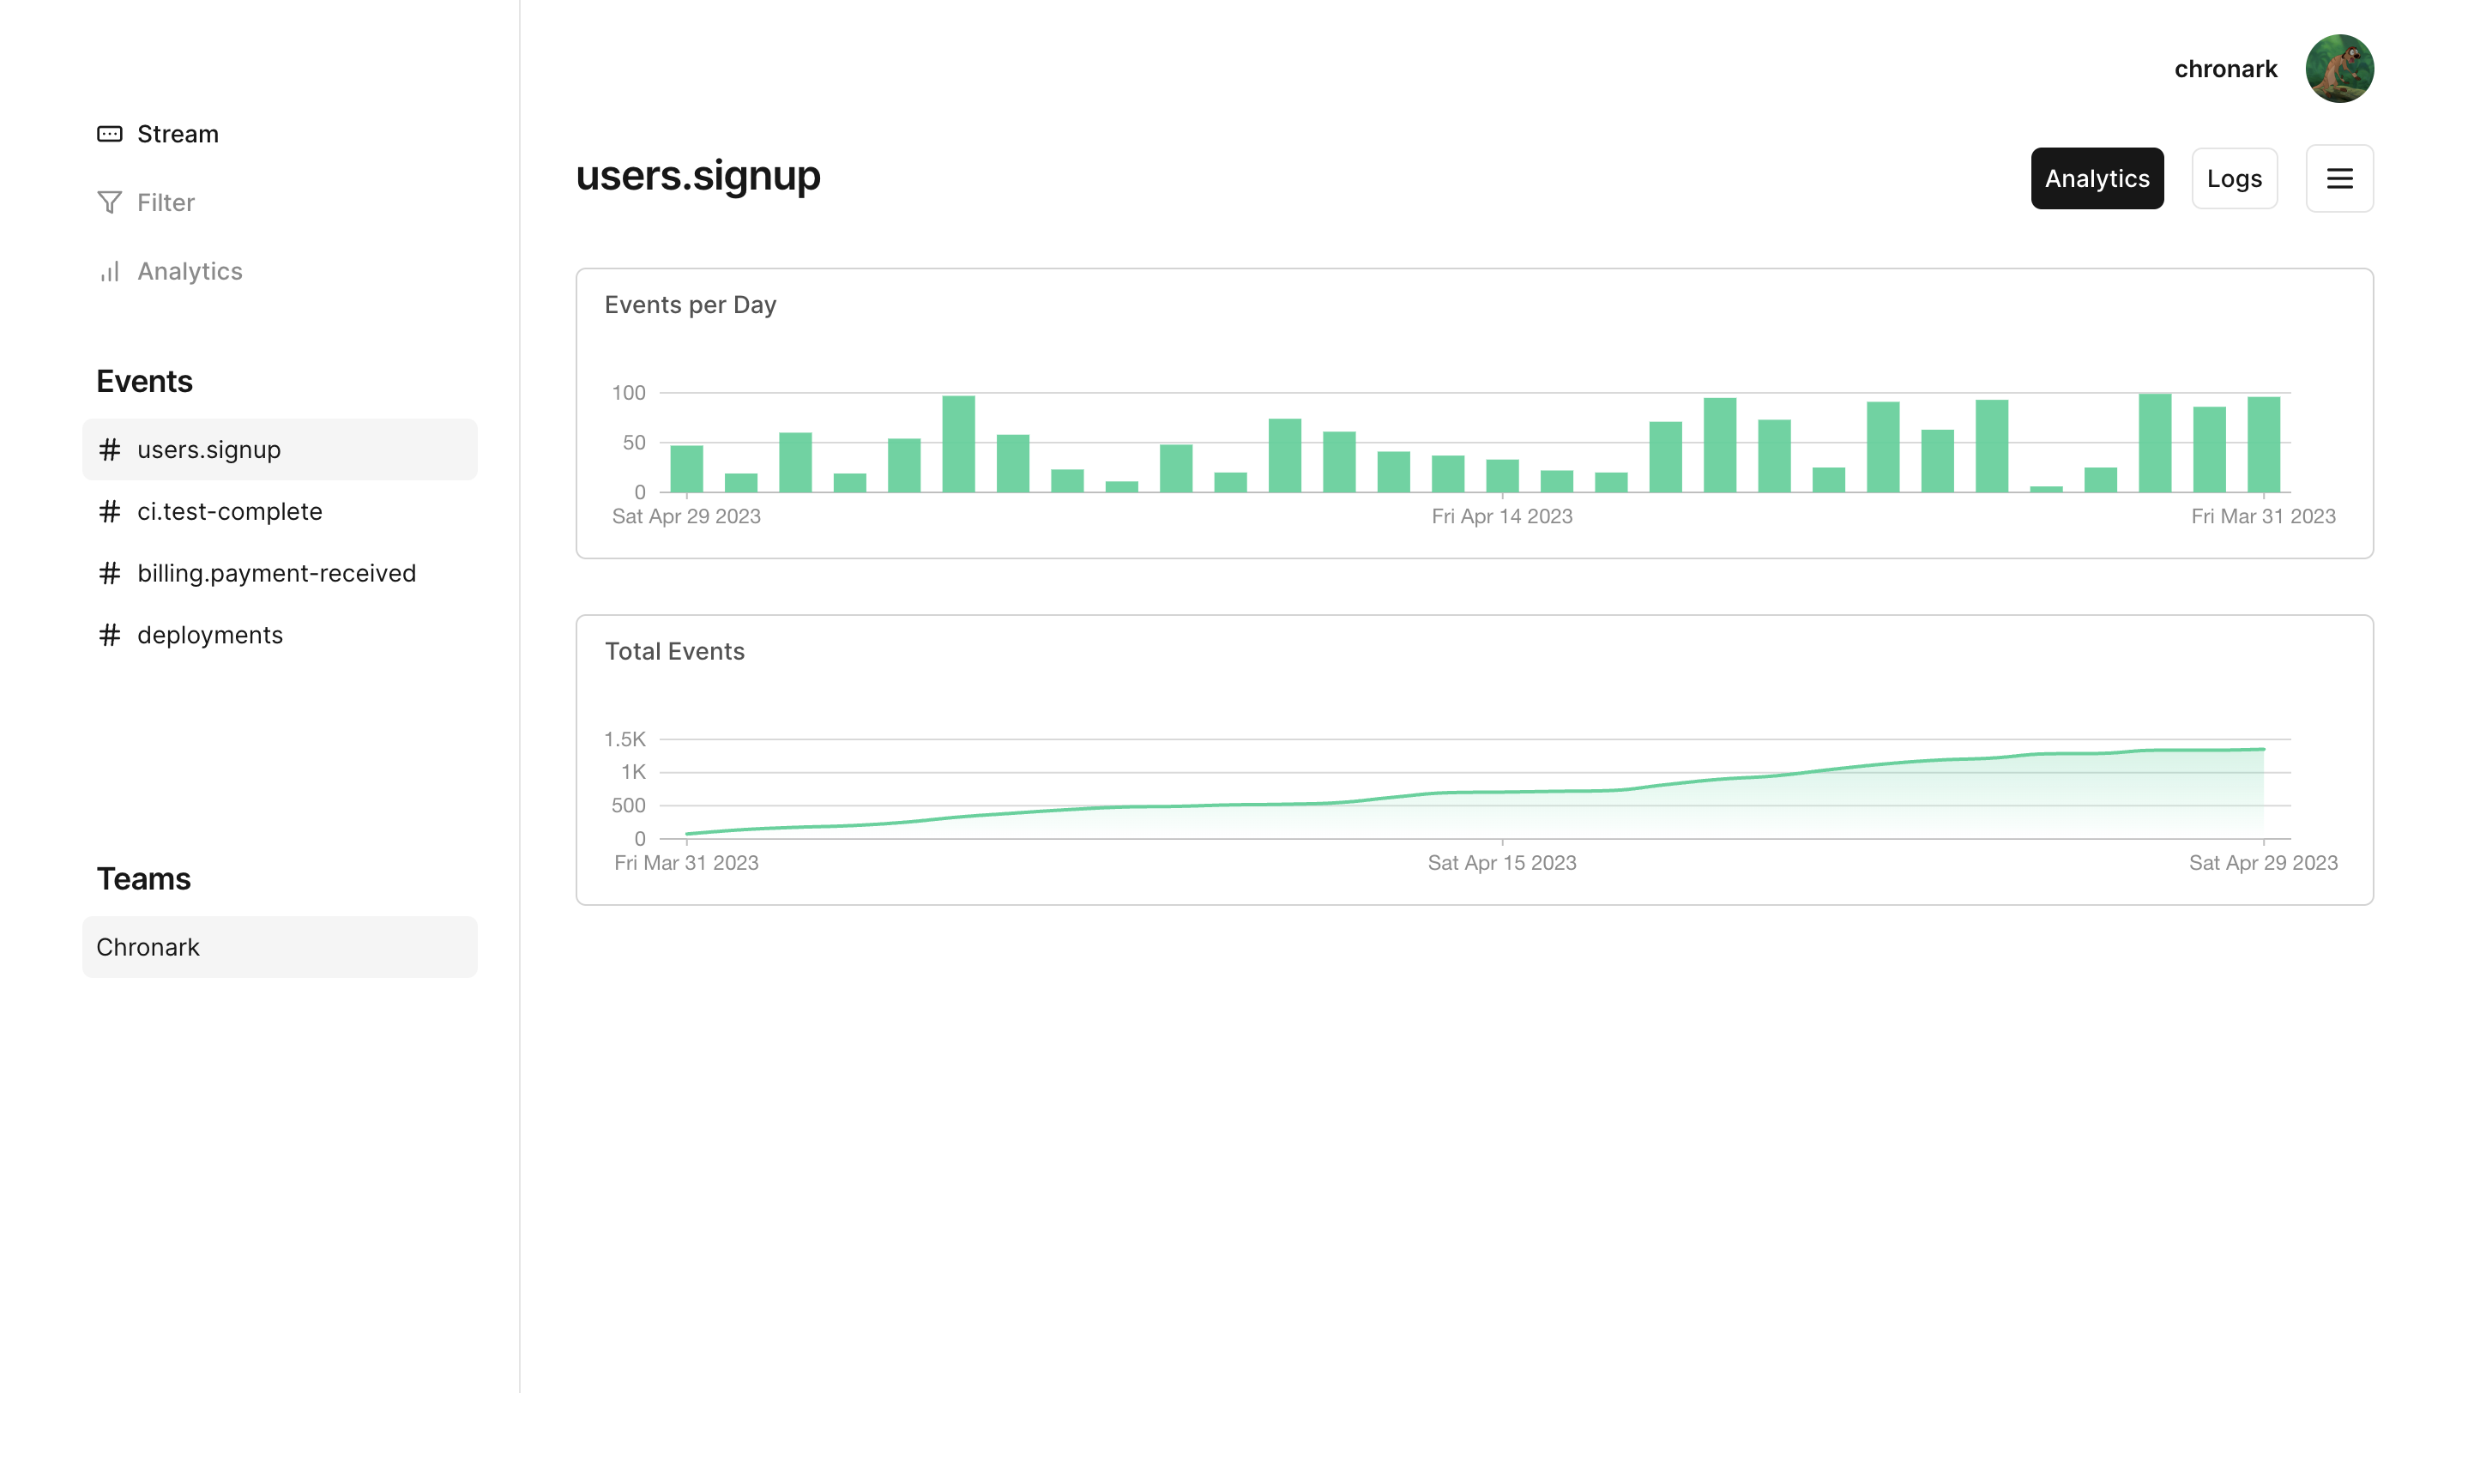 chronark
Stream
Filter
Analytics
Events
users.signup
ci.test-complete
billing.payment-received
deployments
Teams
Chronark
users.signup
Analytics
Logs
Events per Day
100
50
0
Sat Apr 29 2023
Fri Apr 14 2023
Fri Mar 31 2023
Total Events
1.5K
1K
500
0
Fri Mar 31 2023
Sat Apr 15 2023
Sat Apr 29 2023